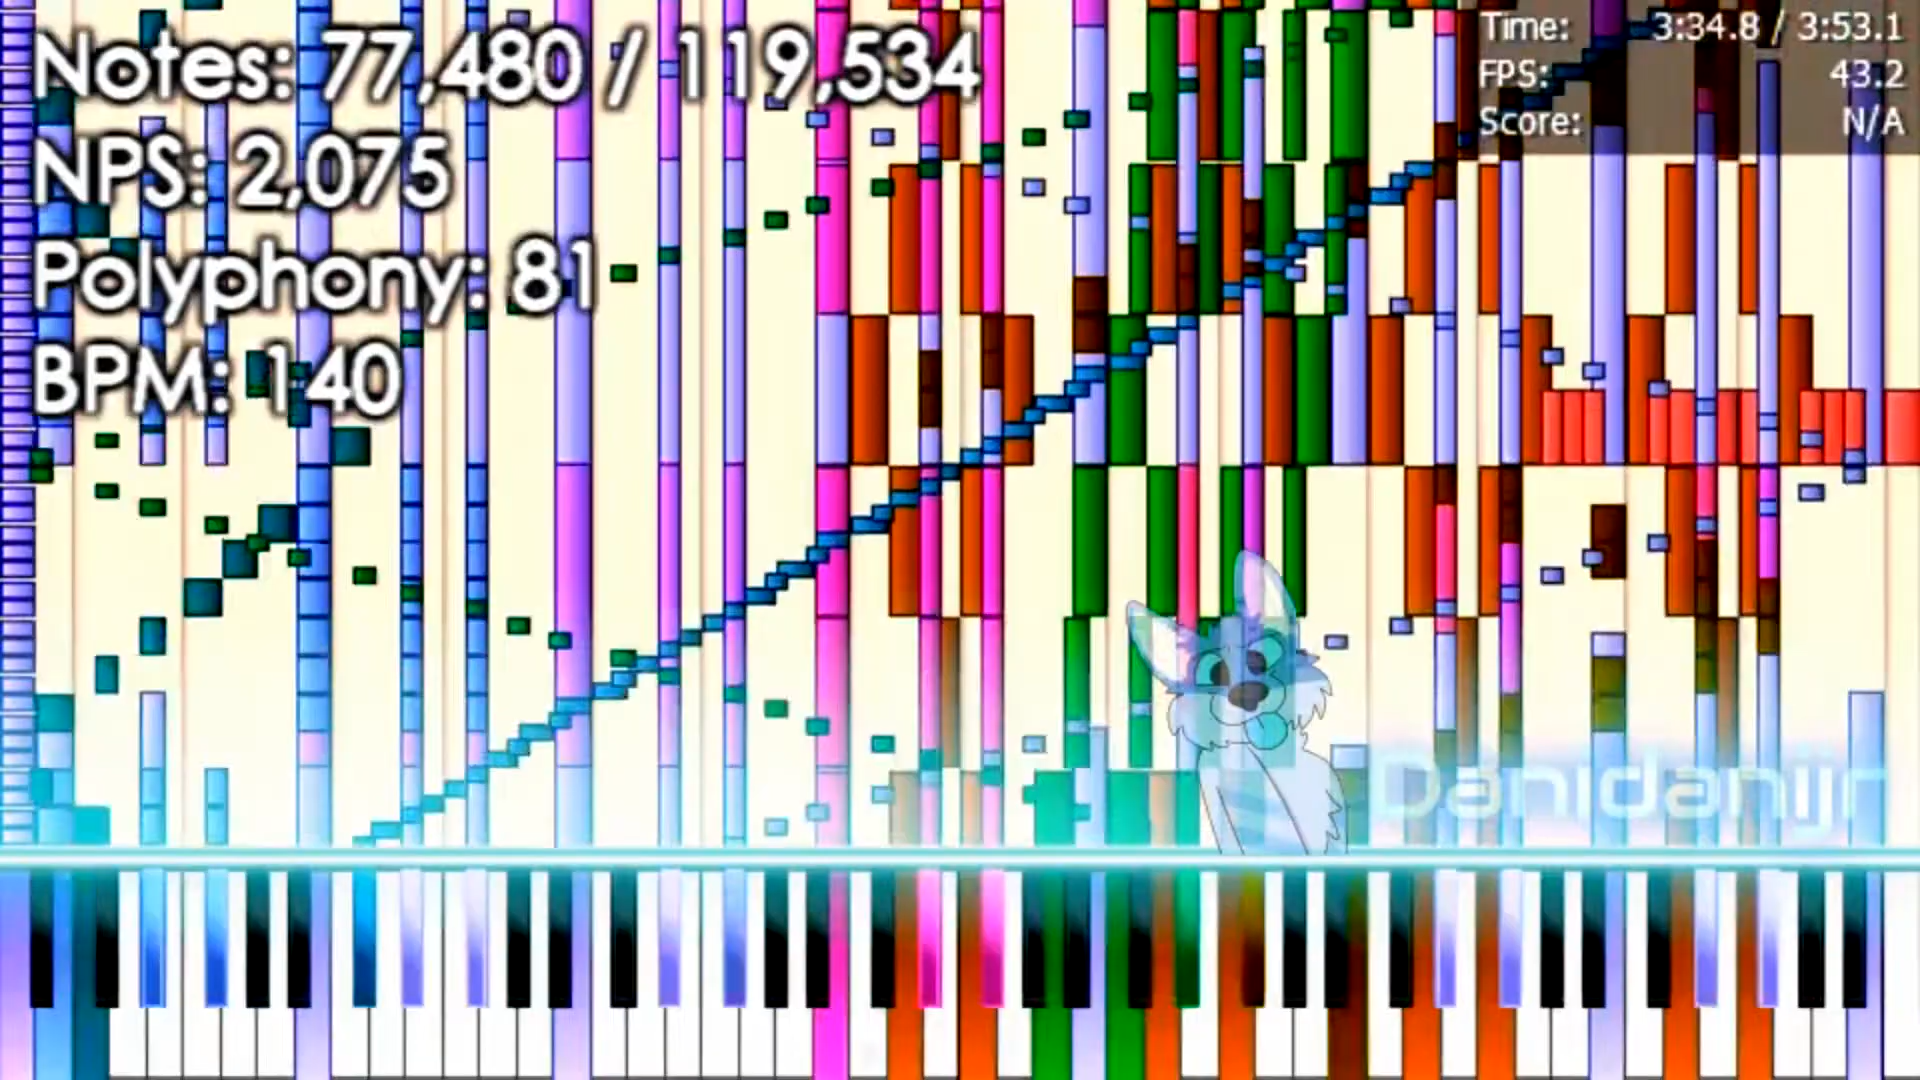 Notes: 77,480 / 119,534
NPS: 2,075
Polyphony: 81
BPM: 140
Time: 3:34.8 / 3:53.1
FPS: 43.2
Score: N/A
Danidanijr